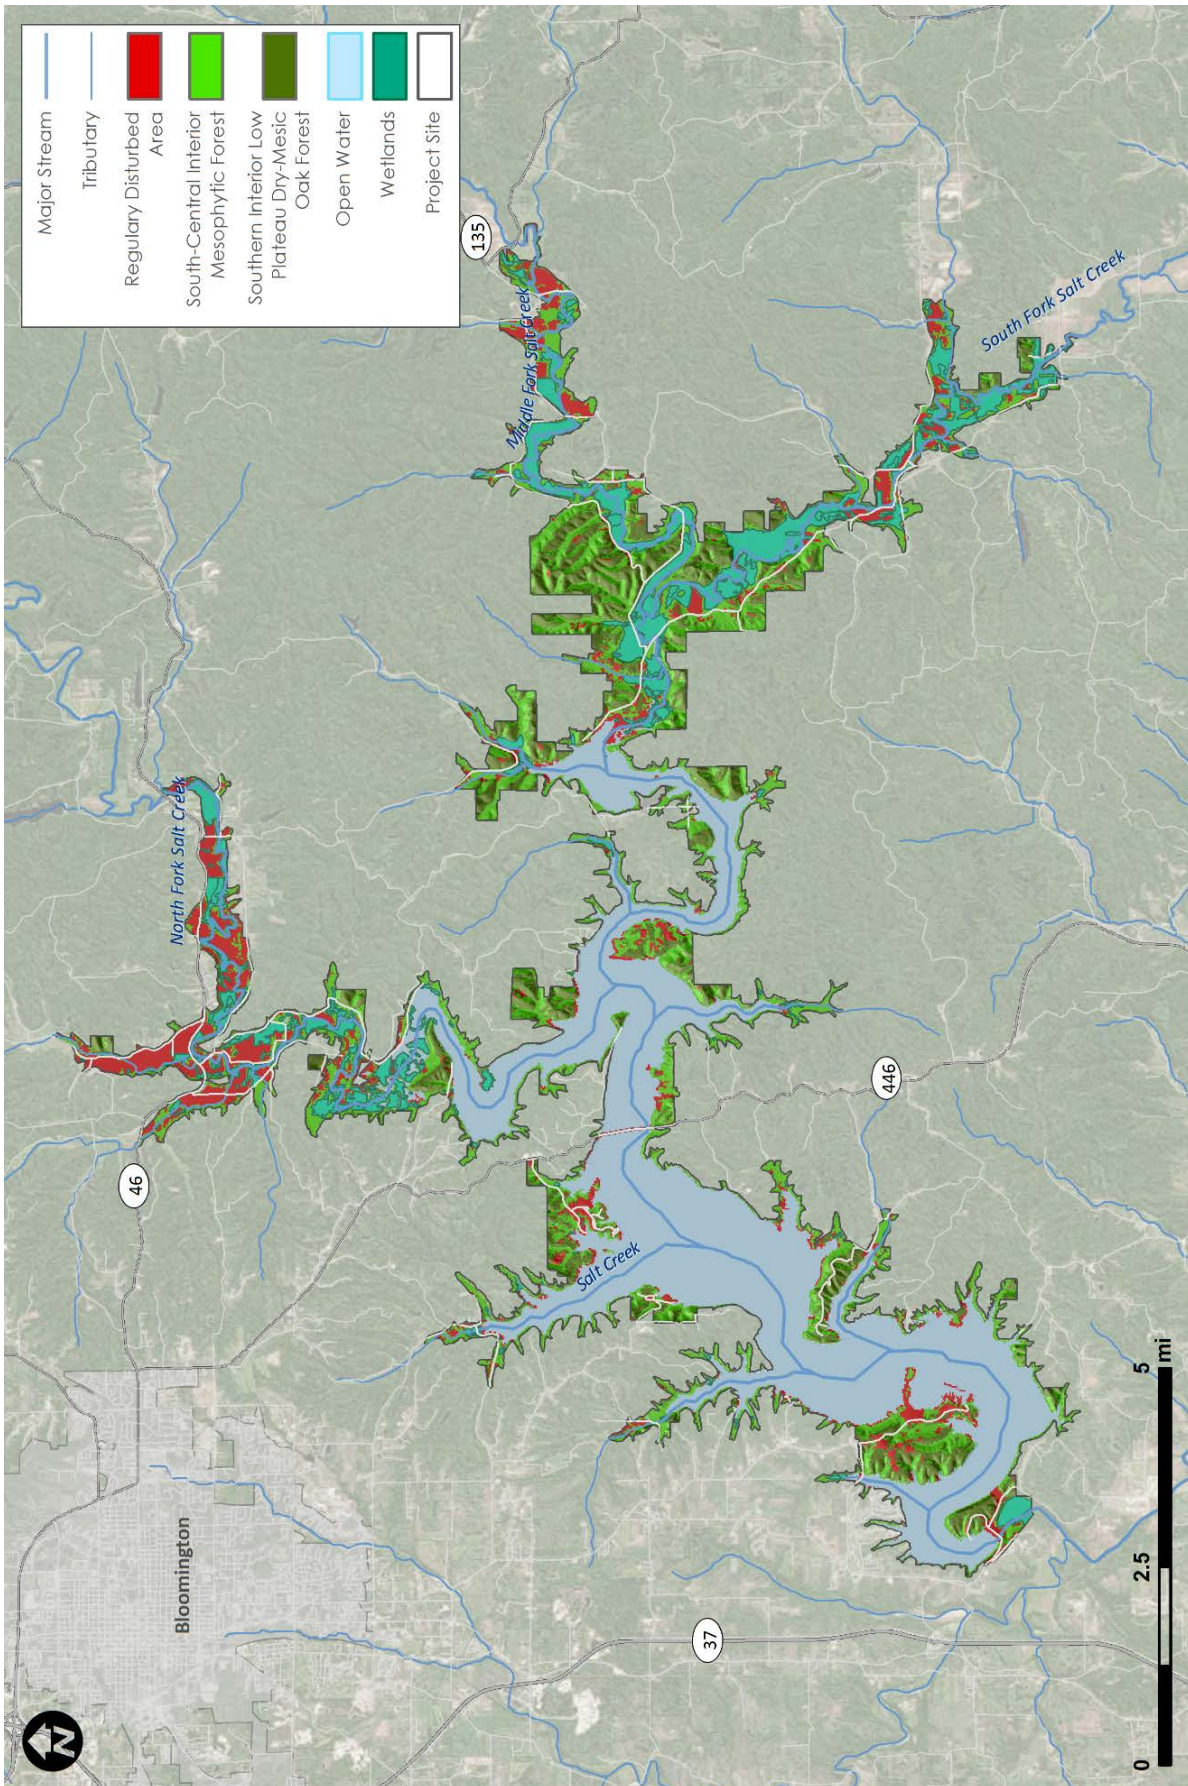 Major Stream
Tributary
Regulary Disturbed
Area
South-Central Interior
Mesophytic Forest
Southern Interior Low
Plateau Dry-Mesic
Oak Forest
Open Water
Wetlands
Project Site
N
Bloomington
46
135
446
37
North Fork Salt Creek
Middle Fork Salt Creek
South Fork Salt Creek
Salt Creek
0
2.5
5
mi